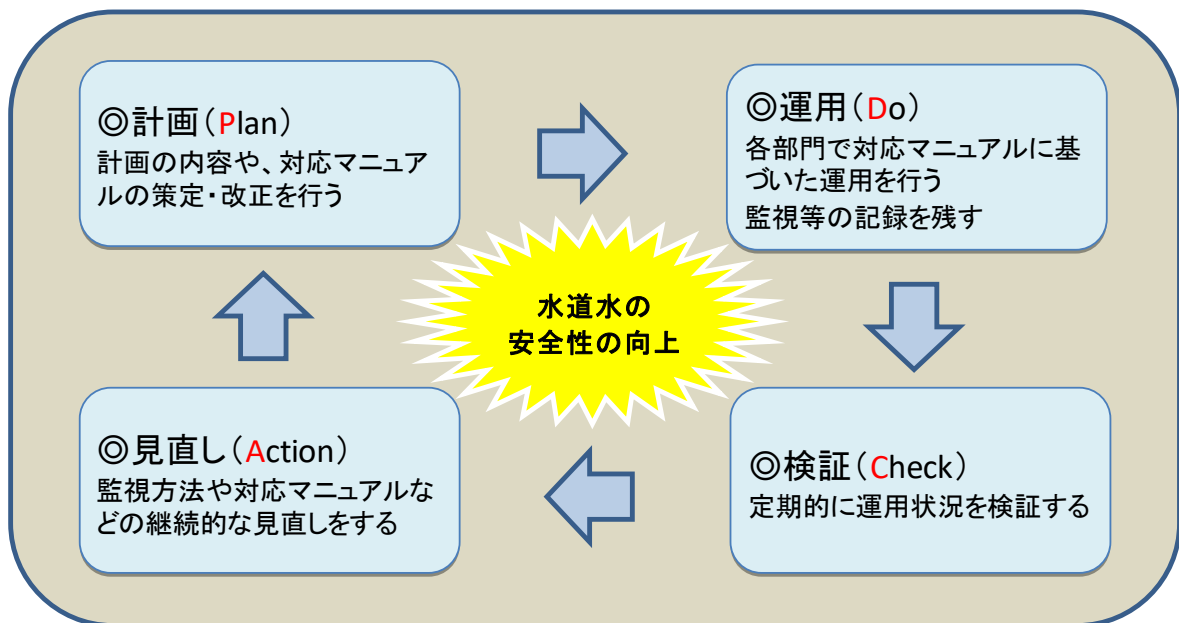 ◎計画(Plan)
計画の内容や、対応マニュア
ルの策定・改正を行う
◎運用(Do)
各部門で対応マニュアルに基
づいた運用を行う
監視等の記録を残す
水道水の
安全性の向上
◎見直し(Action)
監視方法や対応マニュアルな
どの継続的な見直しをする
◎検証(Check)
定期的に運用状況を検証する